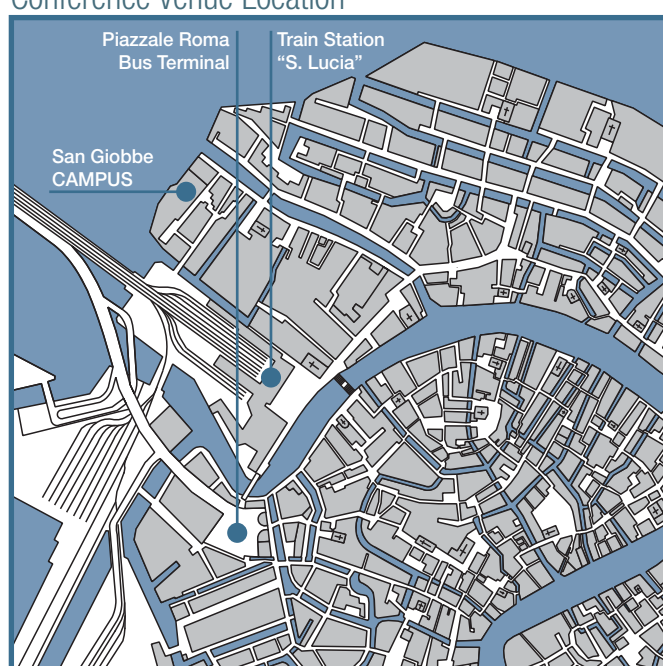 Conference Venue Location
Piazzale Roma
Bus Terminal
Train Station
“S. Lucia”
San Giobbe
CAMPUS